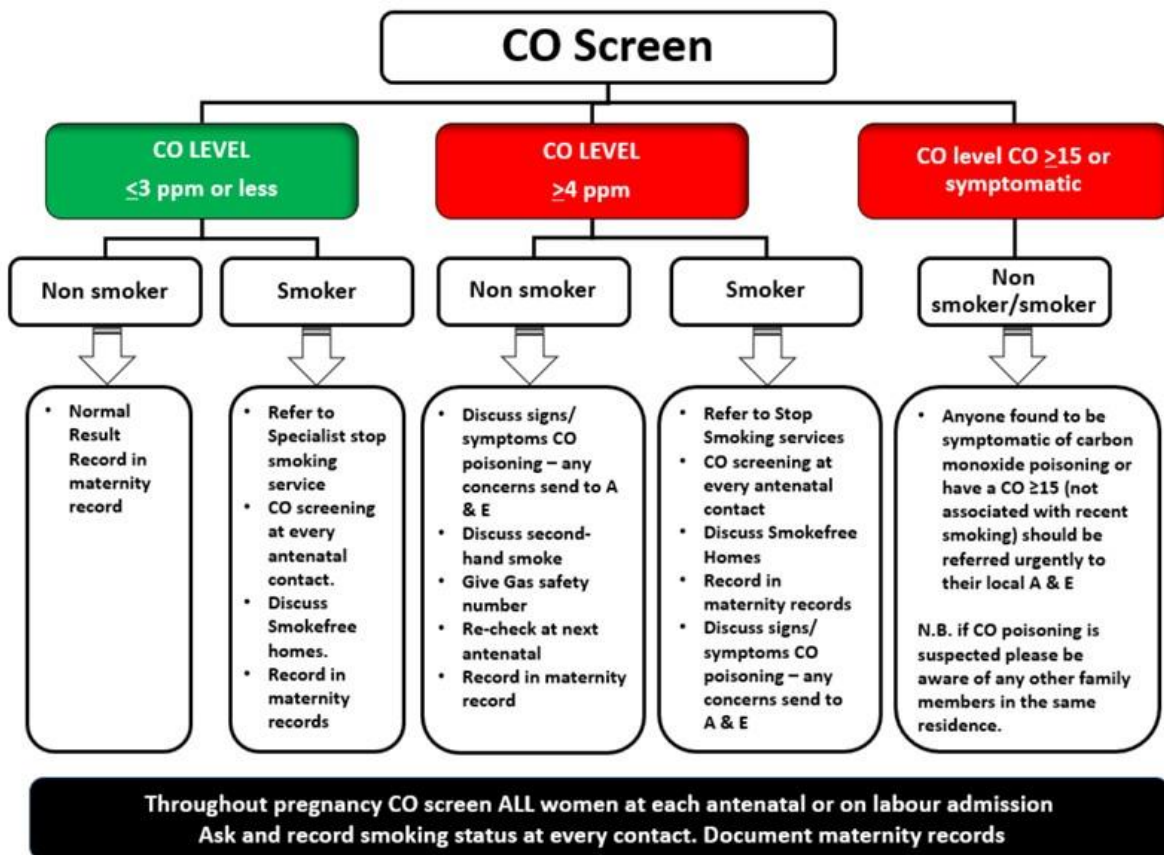 CO Screen
CO LEVEL
≤3 ppm or less
CO LEVEL
≥4 ppm
CO level CO ≥15 or
symptomatic
Non smoker
Smoker
Non smoker
Smoker
Non
smoker/smoker
• Normal
Result
Record in
maternity
record
• Refer to
Specialist stop
smoking
service
• CO screening
at every
antenatal
contact.
• Discuss
Smokefree
homes.
• Record in
maternity
records
• Discuss signs/
symptoms CO
poisoning – any
concerns send to A
& E
• Discuss second-
hand smoke
• Give Gas safety
number
• Re-check at next
antenatal
• Record in maternity
record
• Refer to Stop
Smoking services
• CO screening at
every antenatal
contact
• Discuss Smokefree
Homes
• Record in
maternity records
• Discuss signs/
symptoms CO
poisoning – any
concerns send to
A & E
• Anyone found to be
symptomatic of carbon
monoxide poisoning or
have a CO ≥15 (not
associated with recent
smoking) should be
referred urgently to
their local A & E
N.B. if CO poisoning is
suspected please be
aware of any other family
members in the same
residence.
Throughout pregnancy CO screen ALL women at each antenatal or on labour admission
Ask and record smoking status at every contact. Document maternity records